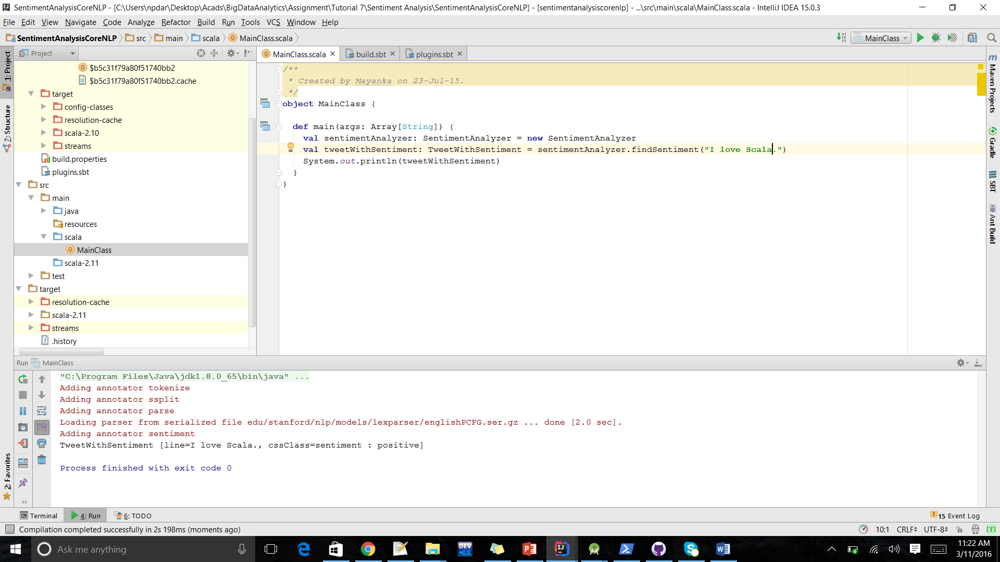 SentimentAnalysisCoreNLP - [C:\Users\npdar\Desktop\Acads\BigDataAnalytics\Assignment\Tutorial 7\Sentiment Analysis\SentimentAnalysisCoreNLP] - [sentimentanalysiscorenlp] - ...\src\main\scala\MainClass.scala - IntelliJ IDEA 15.0.3
File Edit View Navigate Code Analyze Refactor Build Run Tools VCS Window Help
SentimentAnalysisCoreNLP src main scala MainClass.scala
MainClass
Project
MainClass.scala build.sbt plugins.sbt
1: Project
7: Structure
2: Favorites
$b5c31f79a80f51740bb2
$b5c31f79a80f51740bb2.cache
target
config-classes
resolution-cache
scala-2.10
streams
build.properties
plugins.sbt
src
main
java
resources
scala
MainClass
scala-2.11
test
target
resolution-cache
scala-2.11
streams
.history
/**
* Created by Mayanka on 23-Jul-15.
*/
object MainClass {
def main(args: Array[String]) {
val sentimentAnalyzer: SentimentAnalyzer = new SentimentAnalyzer
val tweetWithSentiment: TweetWithSentiment = sentimentAnalyzer.findSentiment("I love Scala.")
System.out.println(tweetWithSentiment)
}
}
Maven Projects
Gradle
SBT
Ant Build
Run MainClass
"C:\Program Files\Java\jdk1.8.0_65\bin\java" ...
Adding annotator tokenize
Adding annotator ssplit
Adding annotator parse
Loading parser from serialized file edu/stanford/nlp/models/lexparser/englishPCFG.ser.gz ... done [2.0 sec].
Adding annotator sentiment
TweetWithSentiment [line=I love Scala., cssClass=sentiment : positive]
Process finished with exit code 0
Terminal 4: Run 6: TODO
15 Event Log
Compilation completed successfully in 2s 198ms (moments ago)
10:1 CRLF UTF-8 [T]
Ask me anything
DEV
11:22 AM
3/11/2016